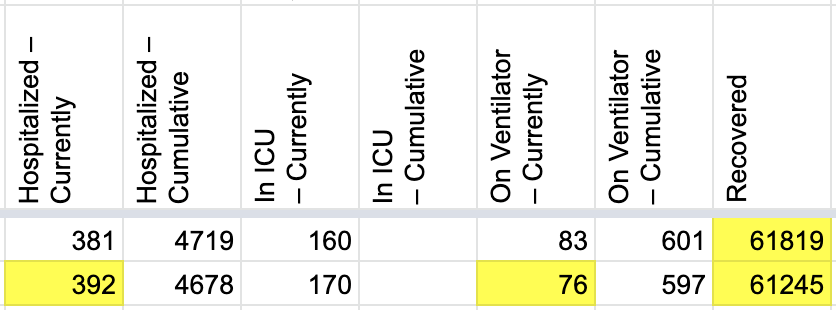 Hospitalized –
Currently
Hospitalized –
Cumulative
In ICU
– Currently
In ICU
– Cumulative
On Ventilator
– Currently
On Ventilator
– Cumulative
Recovered
381 4719 160 83 601 61819
392 4678 170 76 597 61245